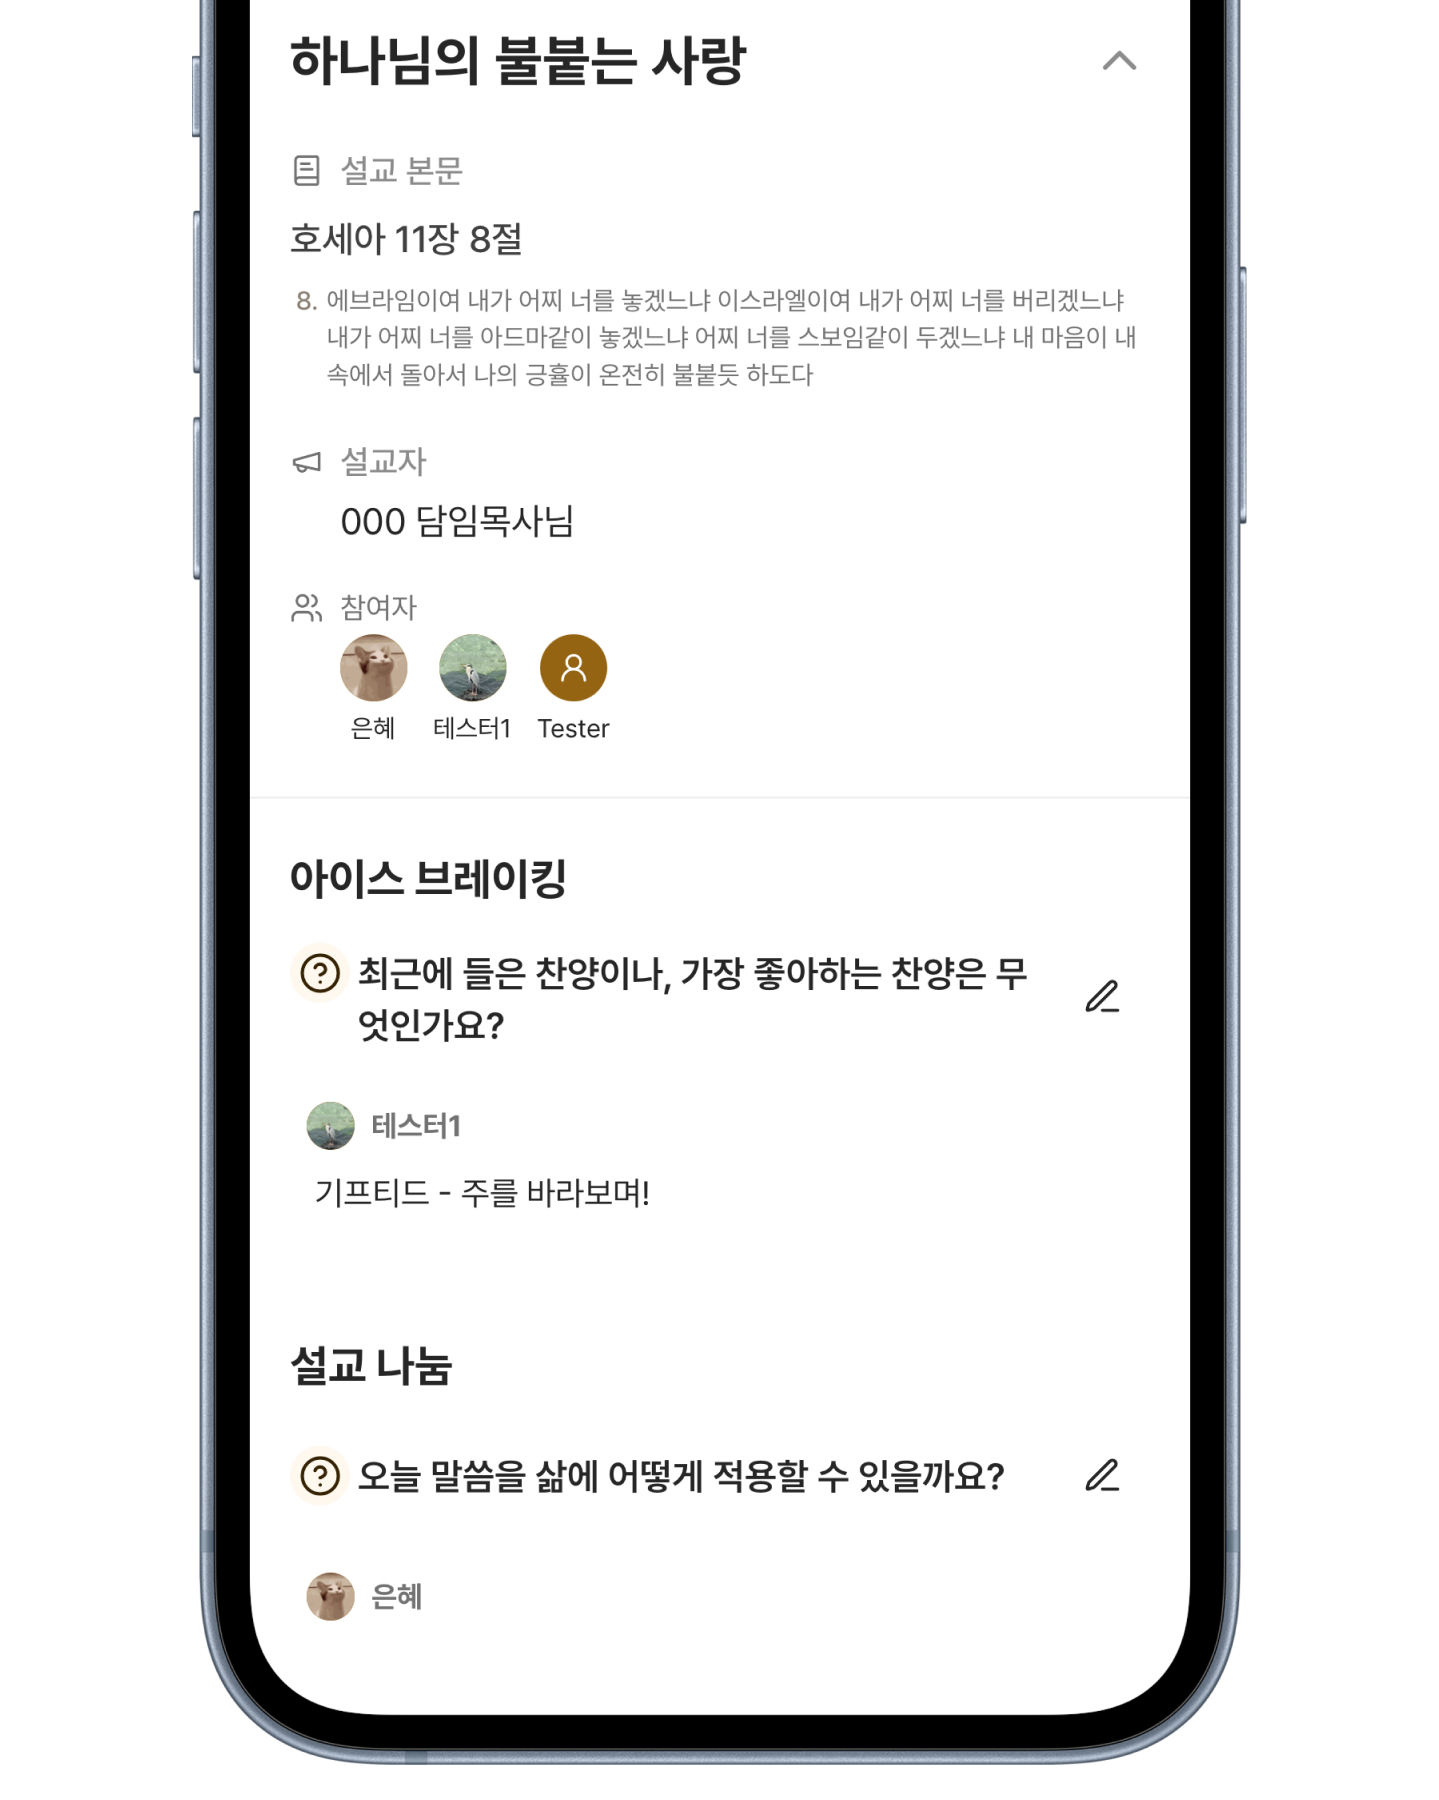 하나님의 불붙는 사랑
설교 본문
호세아 11장 8절
8. 에브라임이여 내가 어찌 너를 놓겠느냐 이스라엘이여 내가 어찌 너를 버리겠느냐
내가 어찌 너를 아드마같이 놓겠느냐 어찌 너를 스보임같이 두겠느냐 내 마음이 내
속에서 돌아서 나의 긍휼이 온전히 불붙듯 하도다
설교자
OOO 담임목사님
참여자
은혜 테스터1 Tester
아이스 브레이킹
최근에 들은 찬양이나, 가장 좋아하는 찬양은 무
엇인가요?
테스터1
기프티드 - 주를 바라보며!
설교 나눔
오늘 말씀을 삶에 어떻게 적용할 수 있을까요?
은혜